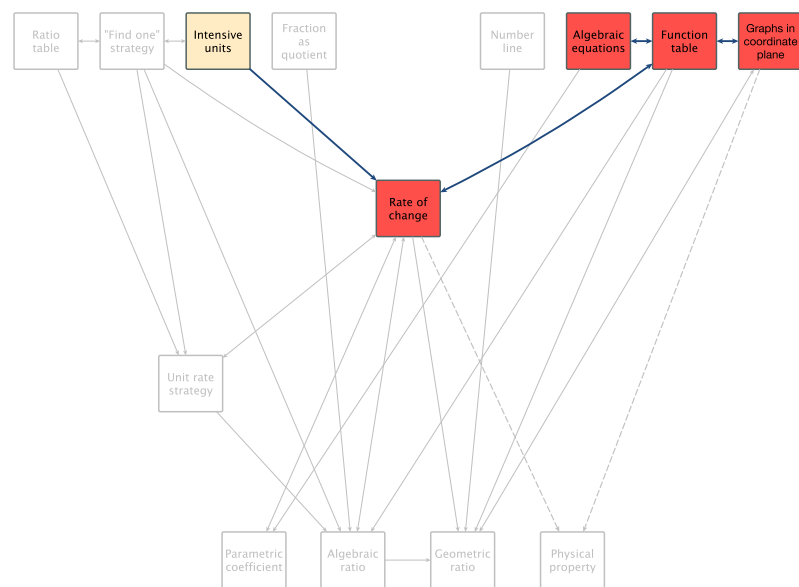 Ratio
table
"Find one"
strategy
Intensive
units
Fraction
as
quotient
Number
line
Algebraic
equations
Function
table
Graphs in
coordinate
plane
Rate of
change
Unit rate
strategy
Parametric
coefficient
Algebraic
ratio
Geometric
ratio
Physical
property